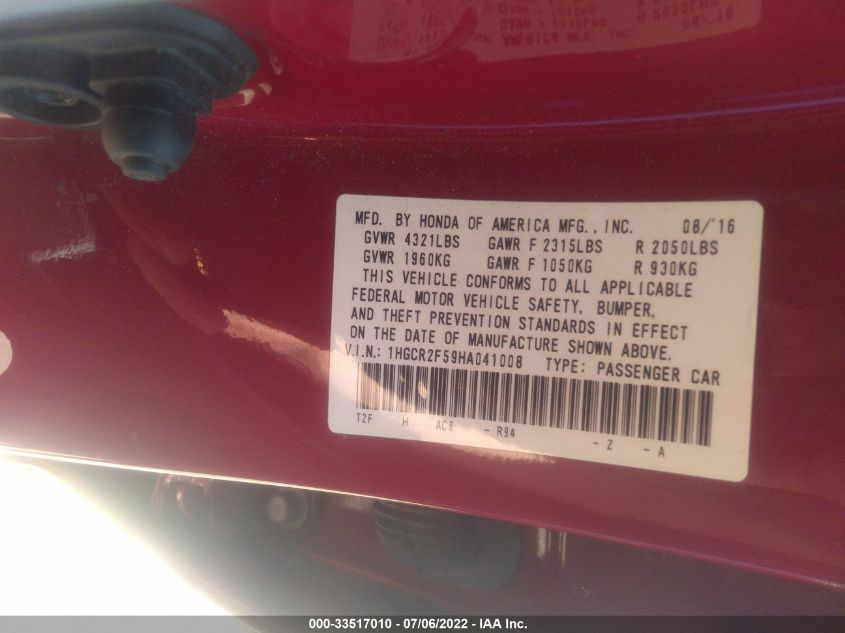 MFD. BY HONDA OF AMERICA MFG., INC. 08/'16
GVWR 4321LBS GAWR F 2315LBS R 2050LBS
GVWR 1960KG GAWR F 1050KG R 930KG
THIS VEHICLE CONFORMS TO ALL APPLICABLE
FEDERAL MOTOR VEHICLE SAFETY, BUMPER,
AND THEFT PREVENTION STANDARDS IN EFFECT
ON THE DATE OF MANUFACTURE SHOWN ABOVE.
V.I.N.: 1HGCR2F59HA041008 TYPE: PASSENGER CAR
T2F H AC8 - R94 - Z - A
000-33517010 - 07/06/2022 - IAA Inc.